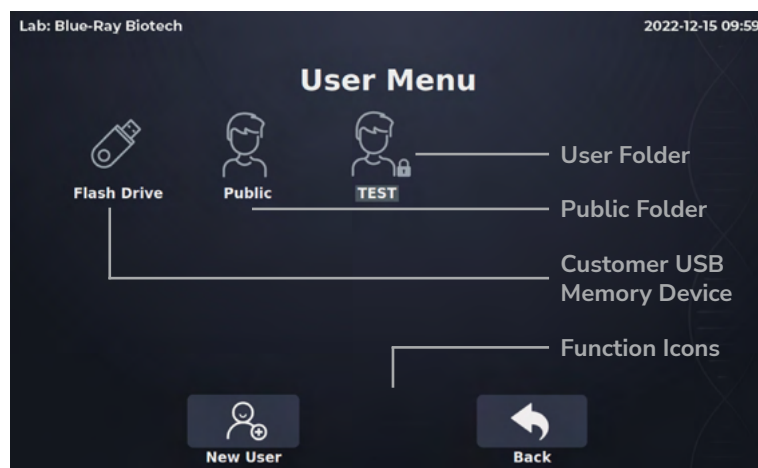 Lab: Blue-Ray Biotech
2022-12-15 09:59
User Menu
Flash Drive
Public
TEST
User Folder
Public Folder
Customer USB
Memory Device
Function Icons
New User
Back